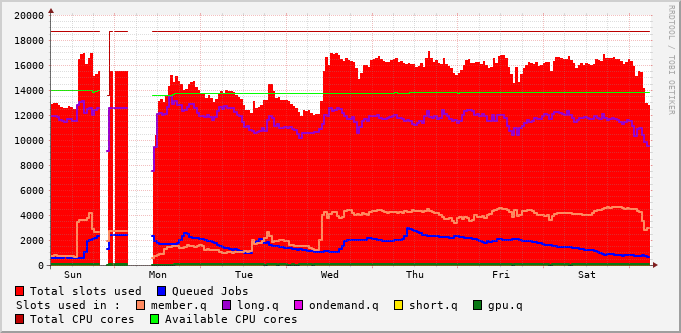 20000
18000
16000
14000
12000
10000
8000
6000
4000
2000
0
Sun Mon Tue Wed Thu Fri Sat
RRDTOOL / TOBI OETIKER
Total slots used Queued Jobs
Slots used in : member.q long.q ondemand.q short.q gpu.q
Total CPU cores Available CPU cores